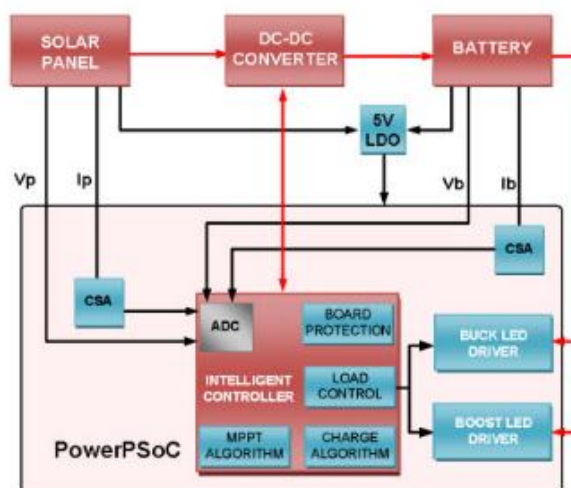 SOLAR
PANEL
DC-DC
CONVERTER
BATTERY
5V
LDO
Vp
Ip
Vb
Ib
CSA
CSA
ADC
BOARD
PROTECTION
INTELLIGENT
CONTROLLER
LOAD
CONTROL
BUCK LED
DRIVER
BOOST LED
DRIVER
MPPT
ALGORITHM
CHARGE
ALGORITHM
PowerPSoC